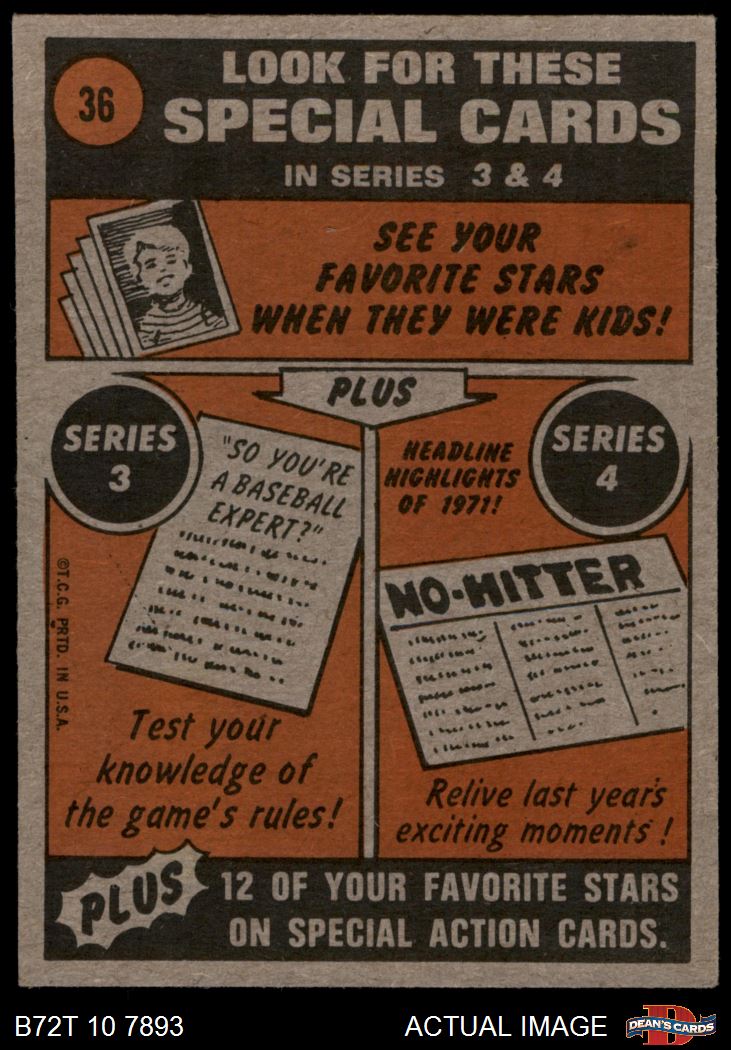 36
LOOK FOR THESE
SPECIAL CARDS
IN SERIES 3 & 4
SEE YOUR
FAVORITE STARS
WHEN THEY WERE KIDS!
PLUS
SERIES
3
"SO YOU'RE
A BASEBALL
EXPERT?"
Test your
knowledge of
the game's rules!
HEADLINE
HIGHLIGHTS
OF 1971!
SERIES
4
NO-HITTER
Relive last year's
exciting moments!
©T.C.G. PRTD. IN U.S.A.
PLUS
12 OF YOUR FAVORITE STARS
ON SPECIAL ACTION CARDS.
B72T 10 7893
ACTUAL IMAGE
D
DEAN'S CARDS